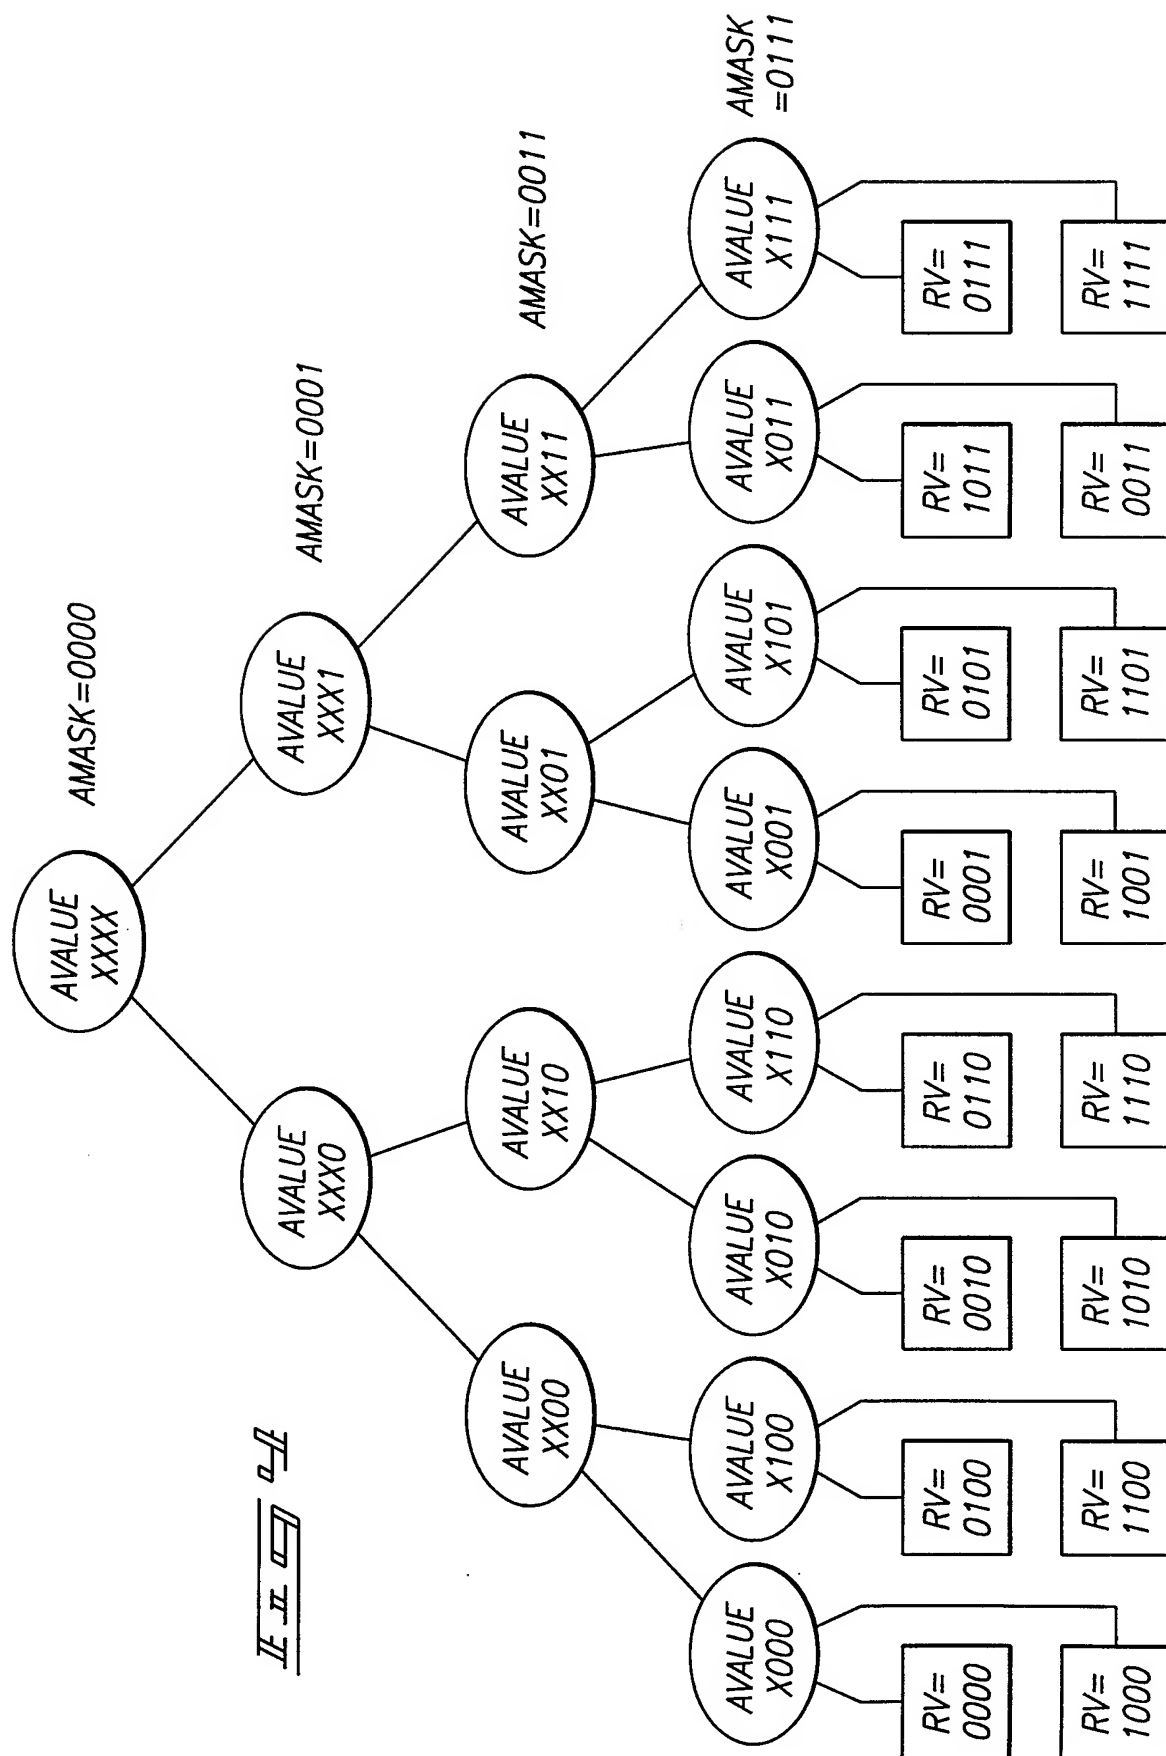 Fig 4
AMASK=0000
AVALUE
XXXX
AMASK=0001
AVALUE
XXX0
AVALUE
XXX1
AMASK=0011
AVALUE
XX00
AVALUE
XX10
AVALUE
XX01
AVALUE
XX11
AMASK
=0111
AVALUE
X000
AVALUE
X100
AVALUE
X010
AVALUE
X110
AVALUE
X001
AVALUE
X101
AVALUE
X011
AVALUE
X111
RV=
0000
RV=
0100
RV=
0010
RV=
0110
RV=
0001
RV=
0101
RV=
1011
RV=
0111
RV=
1000
RV=
1100
RV=
1010
RV=
1110
RV=
1001
RV=
1101
RV=
0011
RV=
1111